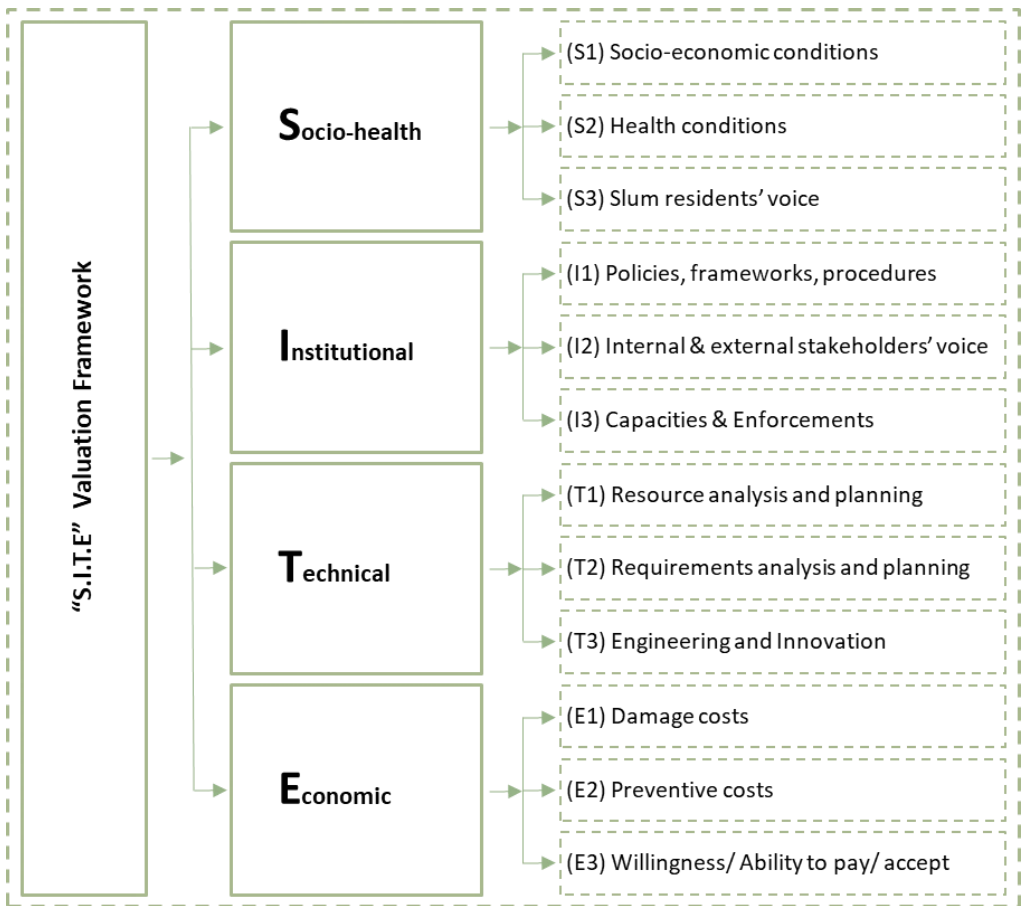 “S.I.T.E” Valuation Framework
Socio-health
(S1) Socio-economic conditions
(S2) Health conditions
(S3) Slum residents’ voice
Institutional
(I1) Policies, frameworks, procedures
(I2) Internal & external stakeholders’ voice
(I3) Capacities & Enforcements
Technical
(T1) Resource analysis and planning
(T2) Requirements analysis and planning
(T3) Engineering and Innovation
Economic
(E1) Damage costs
(E2) Preventive costs
(E3) Willingness/ Ability to pay/ accept